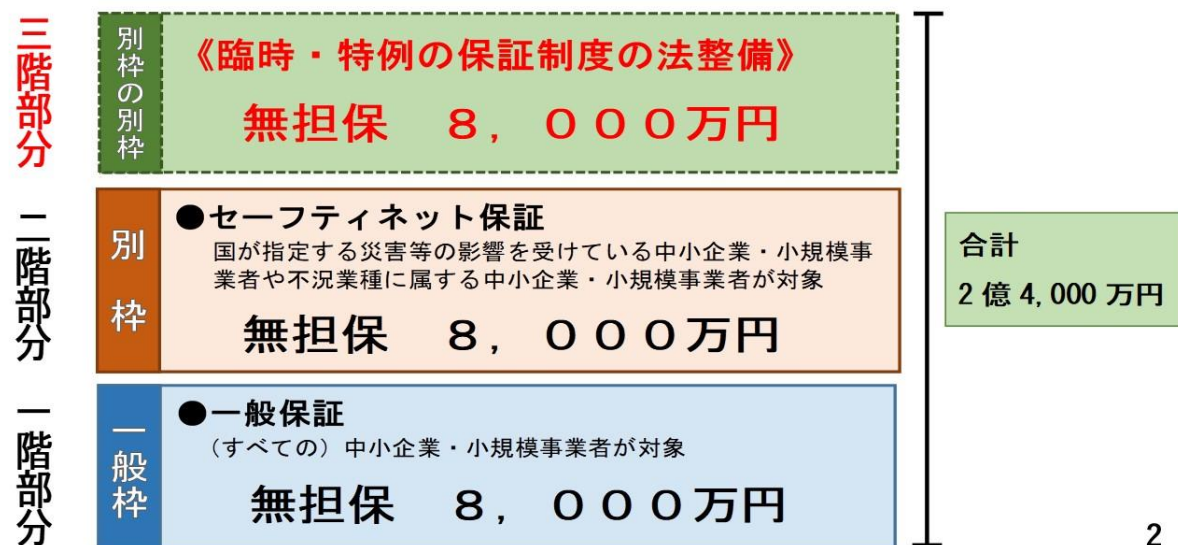 三階部分
別枠の別枠
《臨時・特例の保証制度の法整備》
無担保　８，０００万円
二階部分
別枠
●セーフティネット保証
国が指定する災害等の影響を受けている中小企業・小規模事
業者や不況業種に属する中小企業・小規模事業者が対象
無担保　８，０００万円
合計
2 億 4,000 万円
一階部分
一般枠
●一般保証
（すべての）中小企業・小規模事業者が対象
無担保　８，０００万円
2